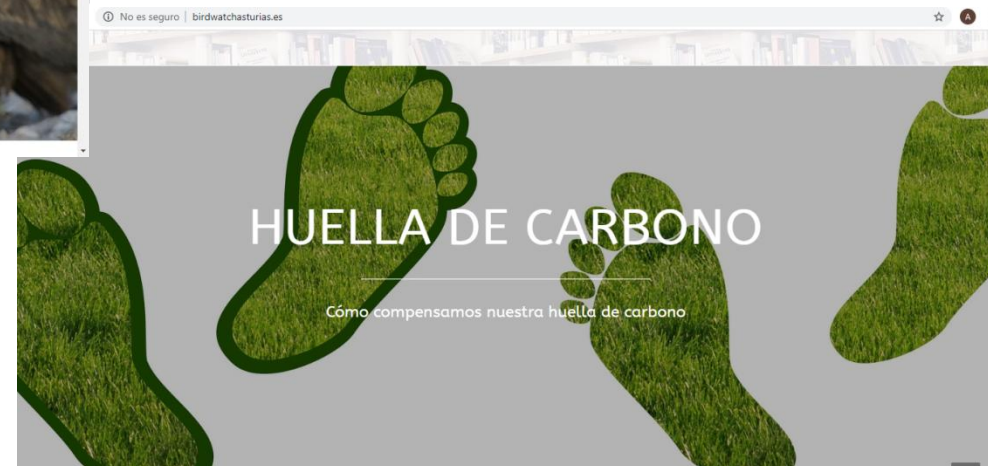 No es seguro | birdwatchasturias.es
A
HUELLA DE CARBONO
Cómo compensamos nuestra huella de carbono